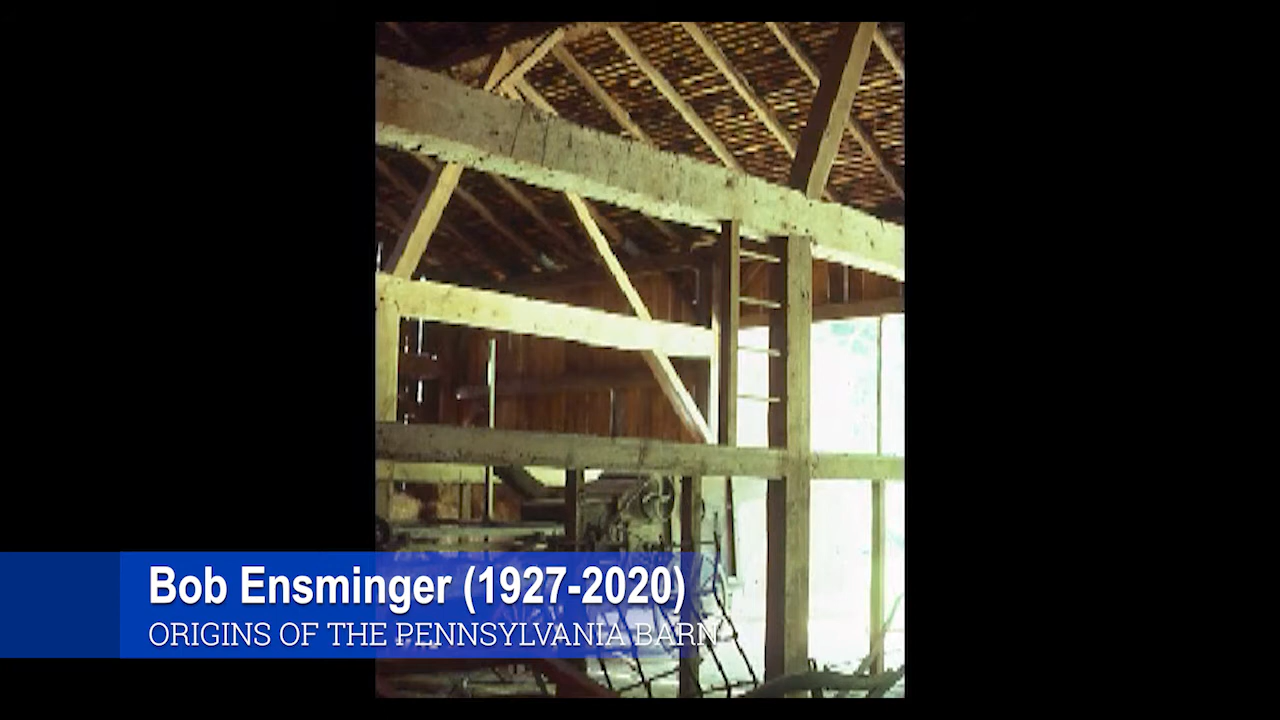 Bob Ensminger (1927-2020)
ORIGINS OF THE PENNSYLVANIA BARN